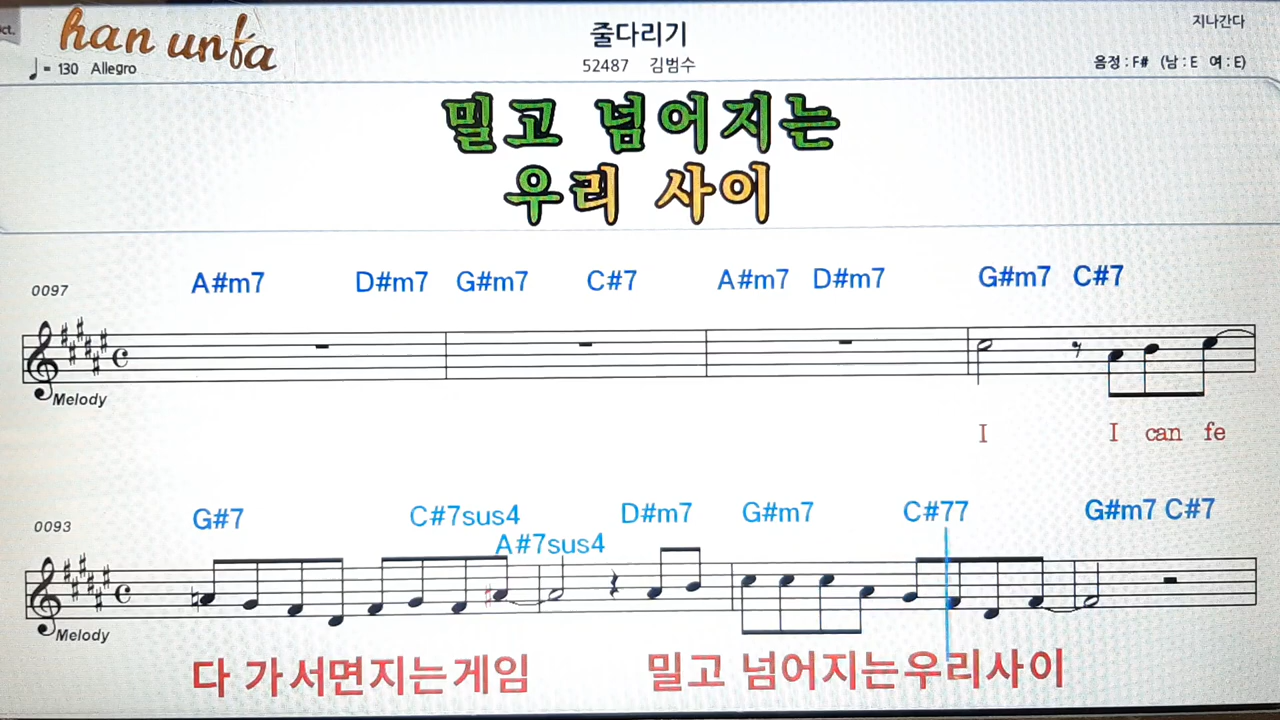 ct.
han unfa
지나간다
줄다리기
♩= 130 Allegro
52487 김범수
음정 : F# (남 : E 여 : E)
밀고 넘어지는
우리 사이
0097
A#m7 D#m7 G#m7 C#7 A#m7 D#m7 G#m7 C#7
Melody
I I can fe
0093
G#7 C#7sus4 A#7sus4 D#m7 G#m7 C#77 G#m7 C#7
Melody
다 가서면지는게임 밀고 넘어지는우리사이